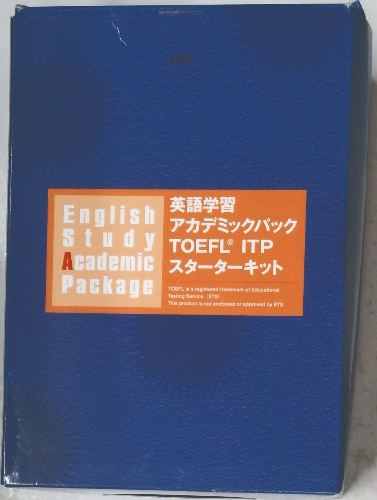 English
Study
Academic
Package
英語学習
アカデミックパック
TOEFL® ITP
スターターキット
TOEFL is a registered trademark of Educational
Testing Service (ETS).
This product is not endorsed or approved by ETS.